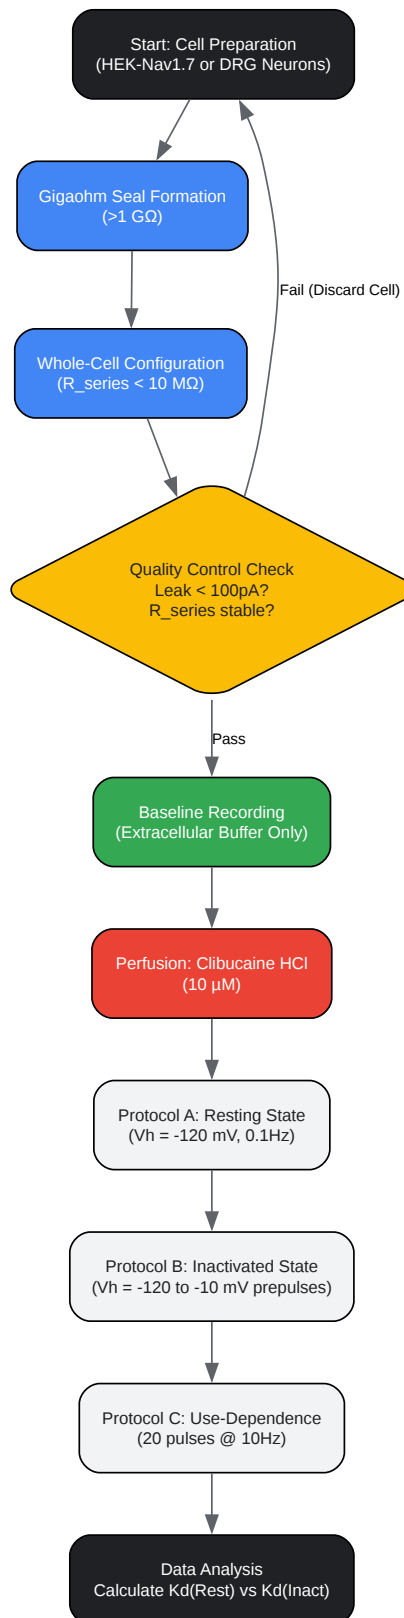 Start: Cell Preparation
(HEK-Nav1.7 or DRG Neurons)
Gigaohm Seal Formation
(>1 GΩ)
Fail (Discard Cell)
Whole-Cell Configuration
(R_series < 10 MΩ)
Quality Control Check
Leak < 100pA?
R_series stable?
Pass
Baseline Recording
(Extracellular Buffer Only)
Perfusion: Clibucaine HCl
(10 µM)
Protocol A: Resting State
(Vh = -120 mV, 0.1Hz)
Protocol B: Inactivated State
(Vh = -120 to -10 mV prepulses)
Protocol C: Use-Dependence
(20 pulses @ 10Hz)
Data Analysis
Calculate Kd(Rest) vs Kd(Inact)